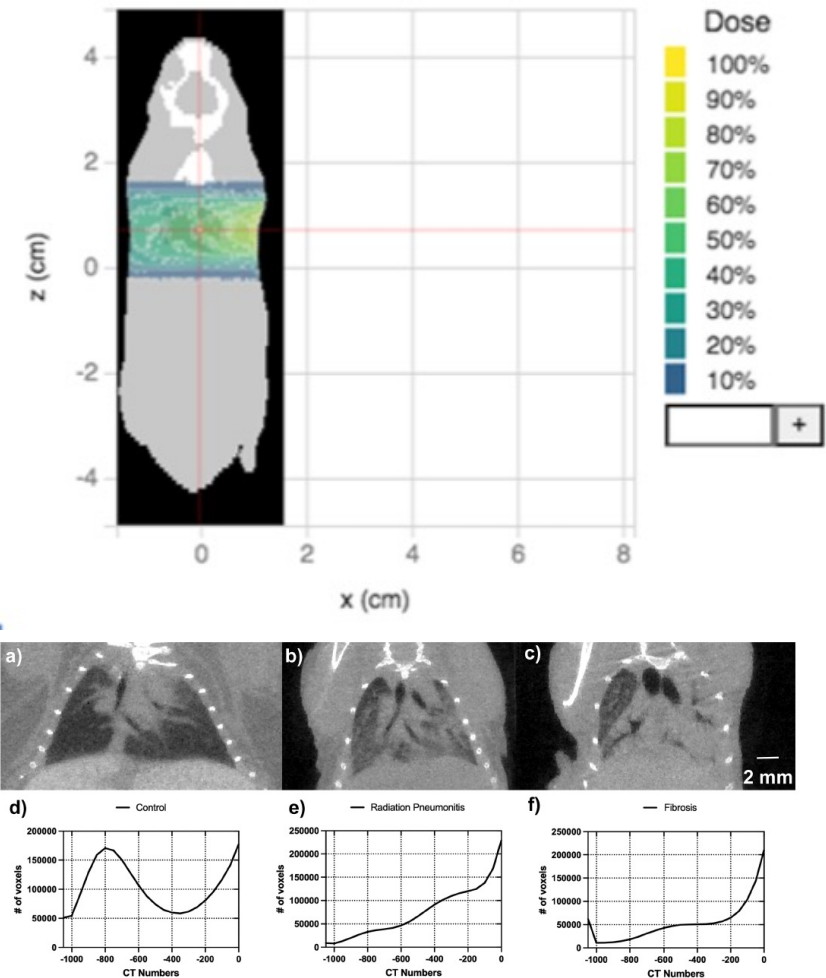 Dose
100%
90%
80%
70%
60%
50%
40%
30%
20%
10%
+
4
2
0
-2
-4
z (cm)
0 2 4 6 8
x (cm)
a) b) c)
2 mm
d) Control
200000
150000
100000
50000
0
# of voxels
-1000 -800 -600 -400 -200 0
CT Numbers
e) Radiation Pneumonitis
250000
200000
150000
100000
50000
0
# of voxels
-1000 -800 -600 -400 -200 0
CT Numbers
f) Fibrosis
250000
200000
150000
100000
50000
0
# of voxels
-1000 -800 -600 -400 -200 0
CT Numbers